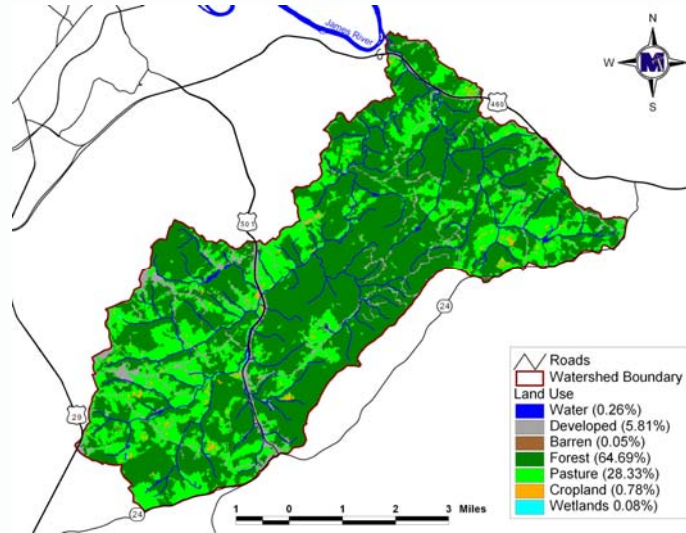 James River
N
W
E
S
M
460
501
24
29
24
Roads
Watershed Boundary
Land Use
Water (0.26%)
Developed (5.81%)
Barren (0.05%)
Forest (64.69%)
Pasture (28.33%)
Cropland (0.78%)
Wetlands 0.08%)
1 0 1 2 3 Miles